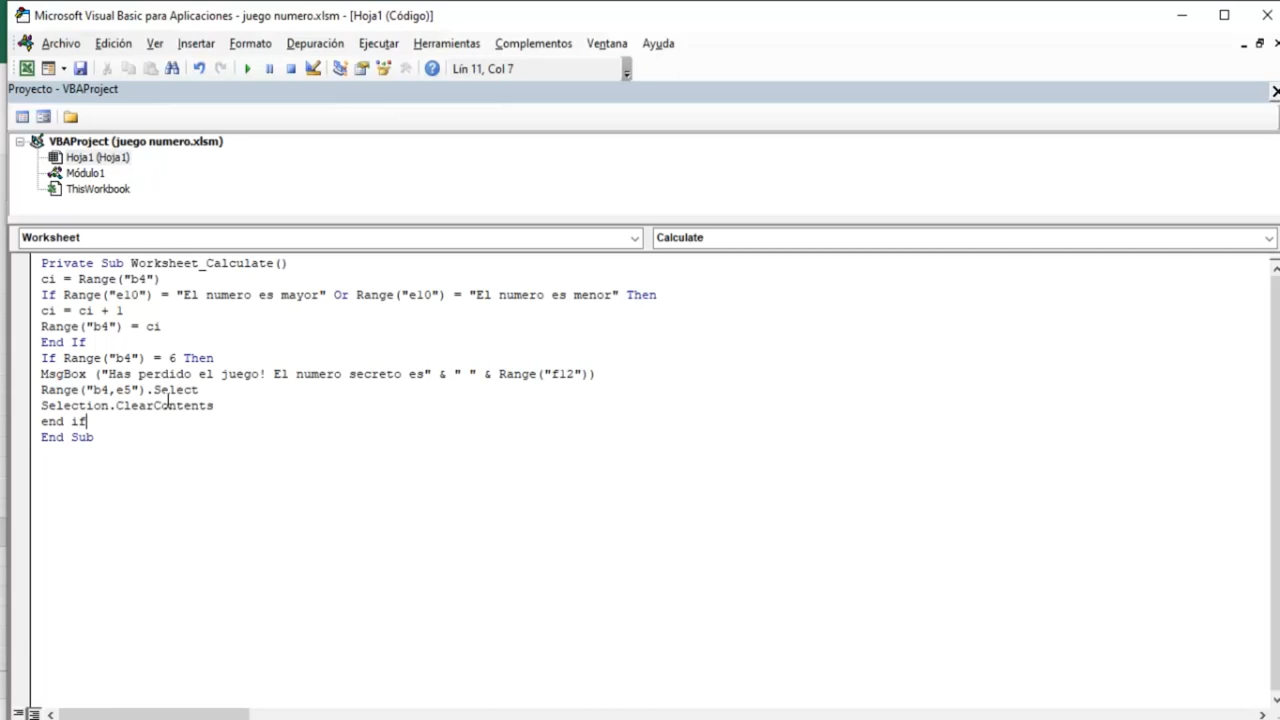 Microsoft Visual Basic para Aplicaciones - juego numero.xlsm - [Hoja1 (Código)]
Archivo Edición Ver Insertar Formato Depuración Ejecutar Herramientas Complementos Ventana Ayuda
Lín 11, Col 7
Proyecto - VBAProject
VBAProject (juego numero.xlsm)
Hoja1 (Hoja1)
Módulo1
ThisWorkbook
Worksheet
Calculate
Private Sub Worksheet_Calculate()
ci = Range("b4")
If Range("e10") = "El numero es mayor" Or Range("e10") = "El numero es menor" Then
ci = ci + 1
Range("b4") = ci
End If
If Range("b4") = 6 Then
MsgBox ("Has perdido el juego! El numero secreto es" & " " & Range("f12"))
Range("b4,e5").Select
Selection.ClearContents
end if
End Sub